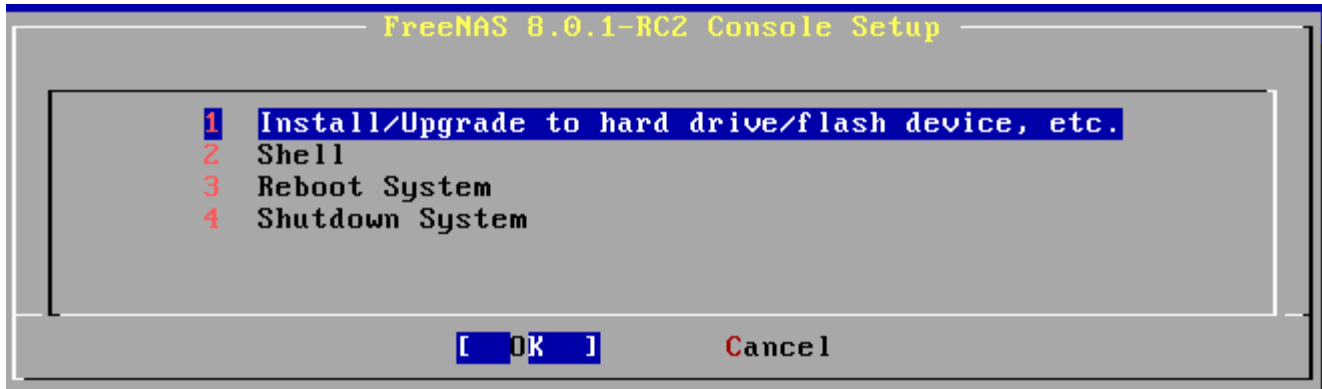 FreeNAS 8.0.1-RC2 Console Setup
1 Install/Upgrade to hard drive/flash device, etc.
2 Shell
3 Reboot System
4 Shutdown System
[ OK ] Cancel